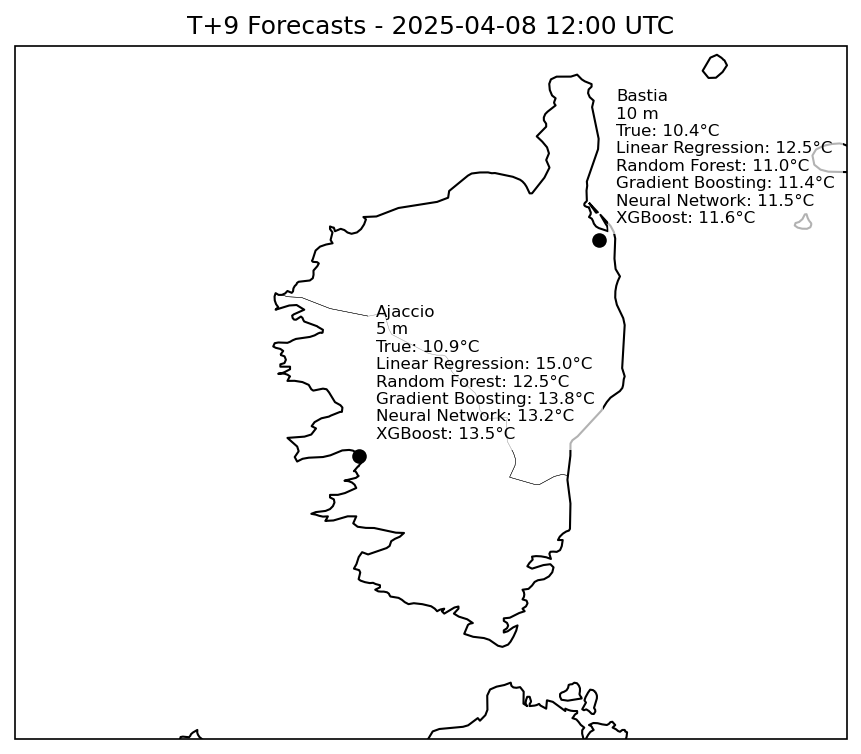 T+9 Forecasts - 2025-04-08 12:00 UTC
Bastia
10 m
True: 10.4°C
Linear Regression: 12.5°C
Random Forest: 11.0°C
Gradient Boosting: 11.4°C
Neural Network: 11.5°C
XGBoost: 11.6°C
Ajaccio
5 m
True: 10.9°C
Linear Regression: 15.0°C
Random Forest: 12.5°C
Gradient Boosting: 13.8°C
Neural Network: 13.2°C
XGBoost: 13.5°C